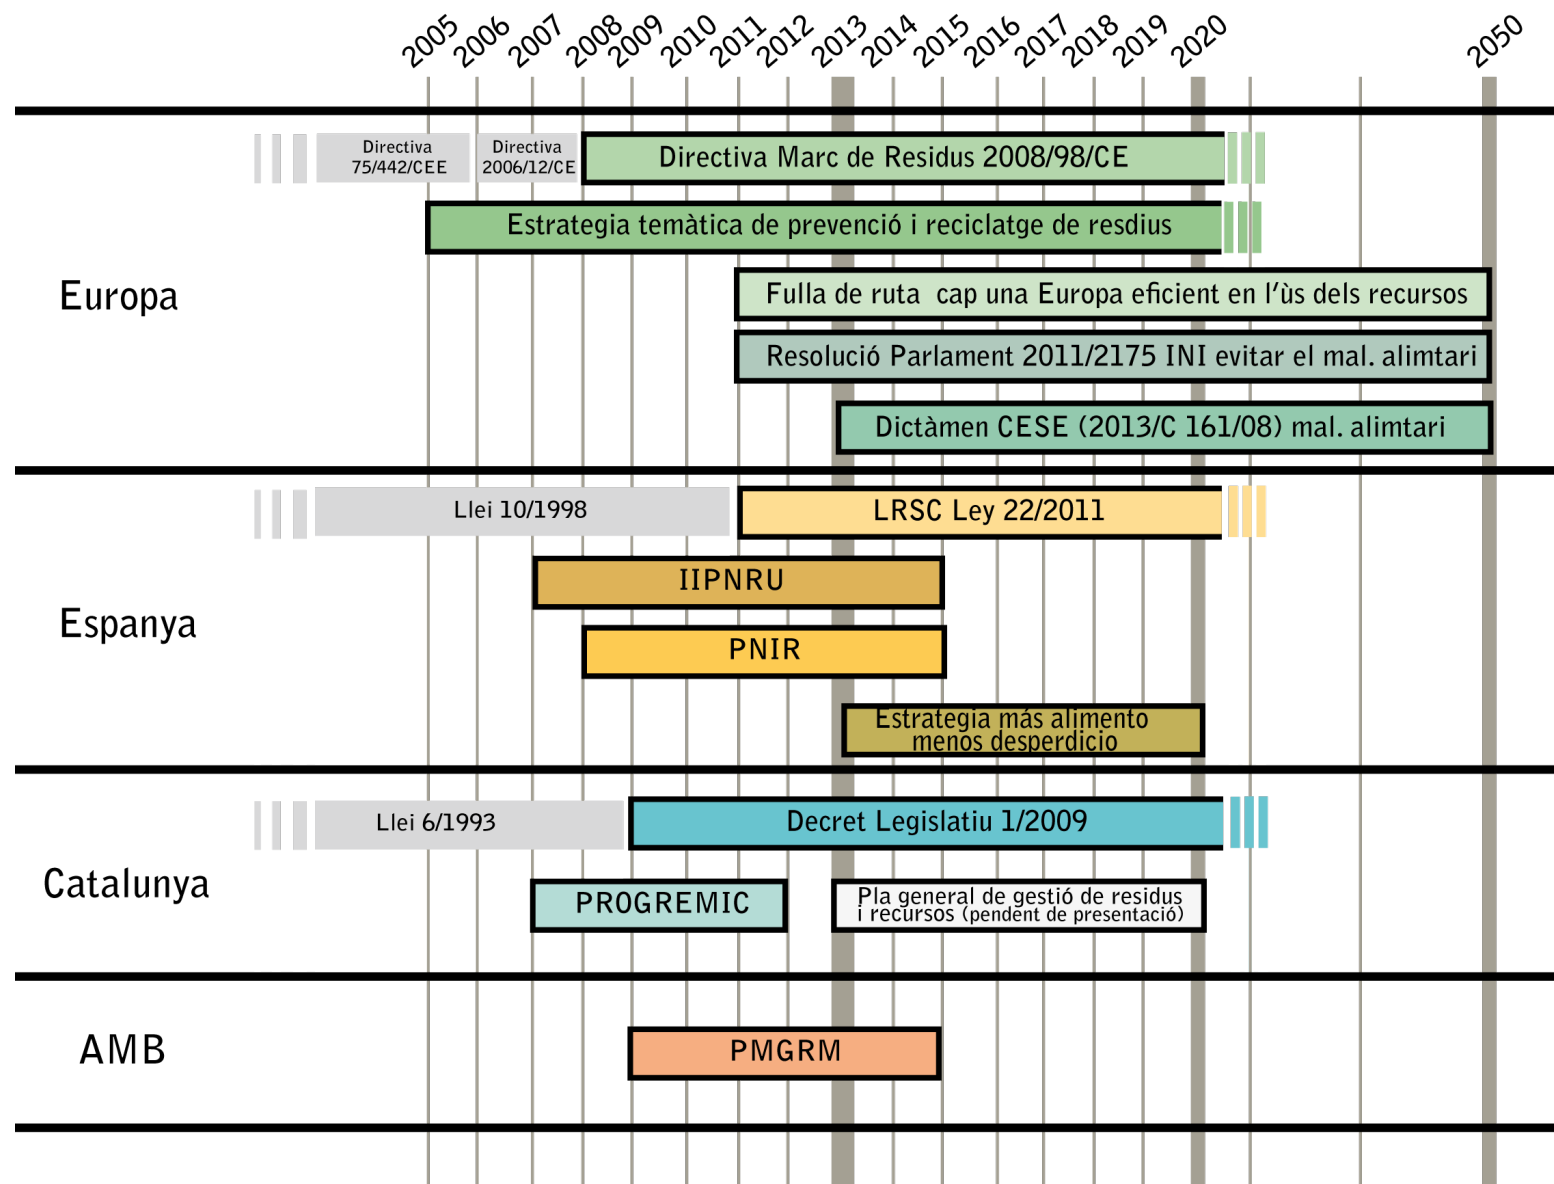 2005 2006 2007 2008 2009 2010 2011 2012 2013 2014 2015 2016 2017 2018 2019 2020 2050
Europa
Directiva
75/442/CEE
Directiva
2006/12/CE
Directiva Marc de Residus 2008/98/CE
Estrategia temàtica de prevenció i reciclatge de resdius
Fulla de ruta cap una Europa eficient en l'ùs dels recursos
Resolució Parlament 2011/2175 INI evitar el mal. alimtari
Dictàmen CESE (2013/C 161/08) mal. alimtari
Espanya
Llei 10/1998
LRSC Ley 22/2011
IIPNRU
PNIR
Estrategia más alimento
menos desperdicio
Catalunya
Llei 6/1993
Decret Legislatiu 1/2009
PROGREMIC
Pla general de gestió de residus
i recursos (pendent de presentació)
AMB
PMGRM